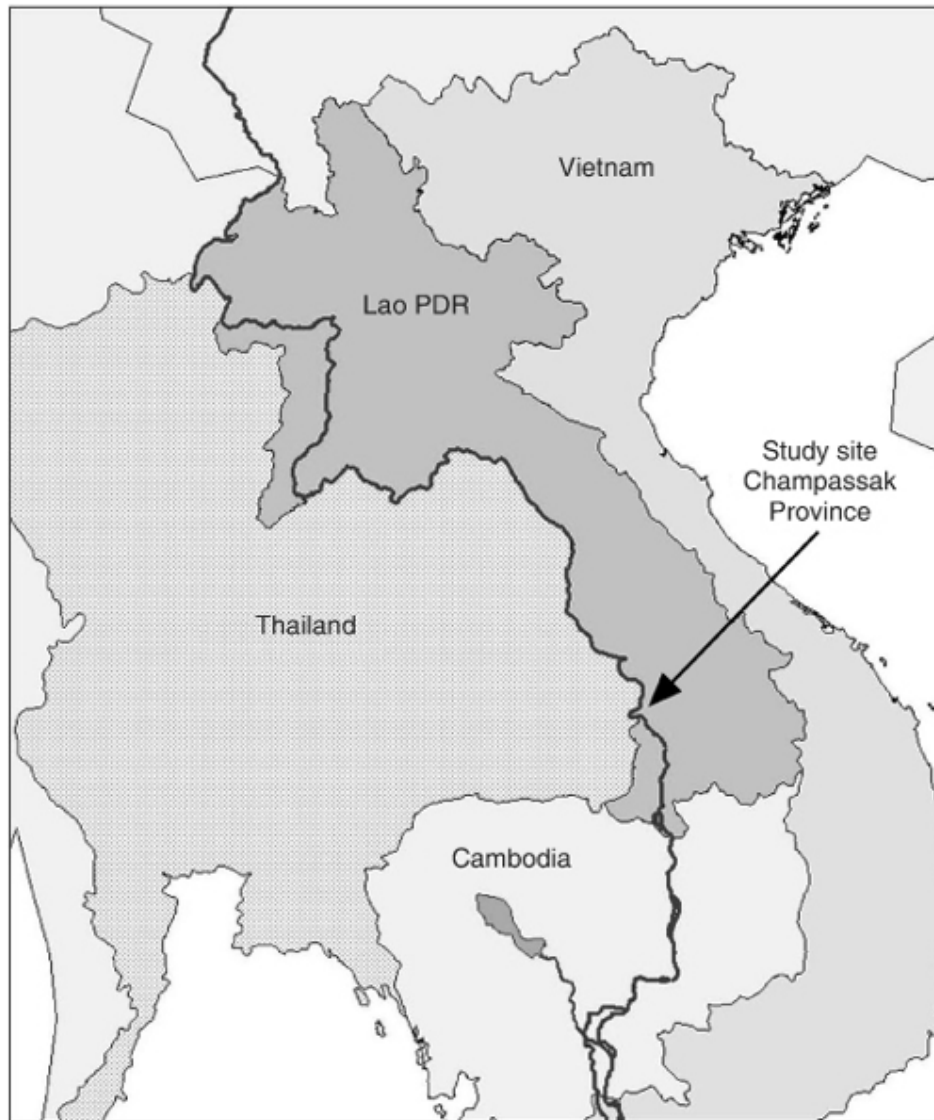 Vietnam
Lao PDR
Study site
Champassak
Province
Thailand
Cambodia